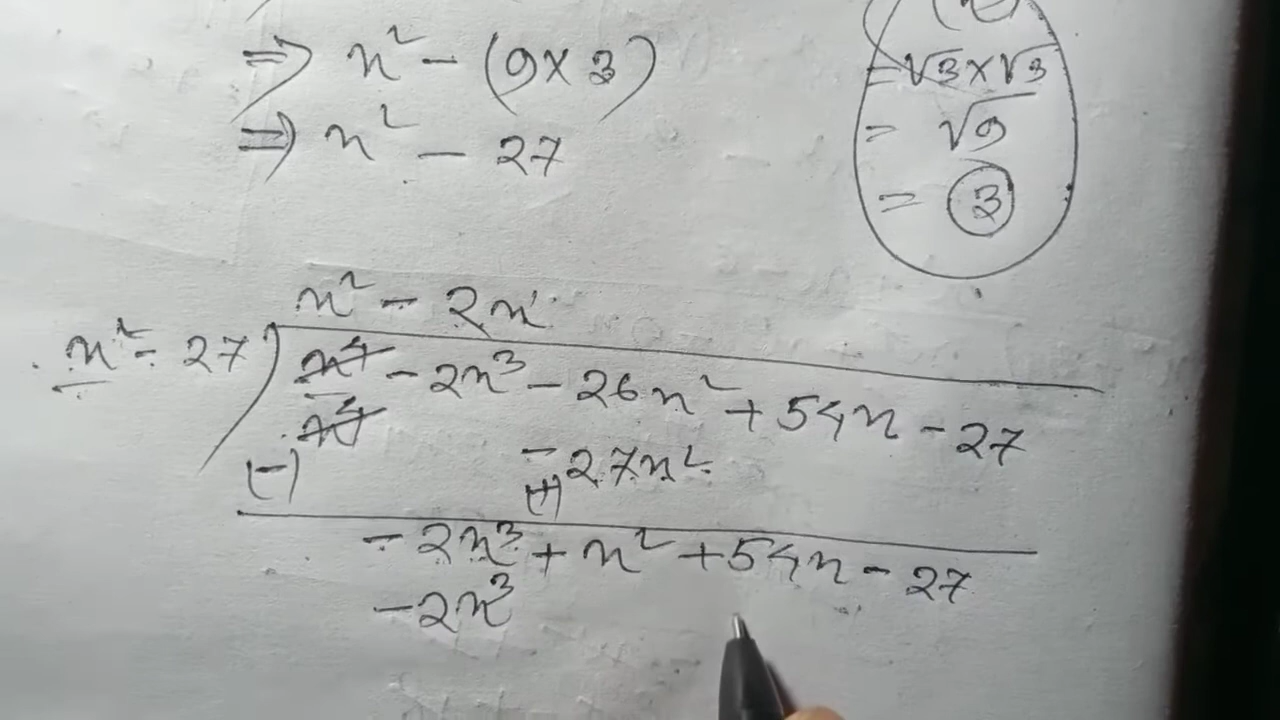 ⇒ x² - (9 × 3)
⇒ x² - 27
= √3 × √3
= √9
= 3
x² - 2x
x² - 27 ) x⁴ - 2x³ - 26x² + 54x - 27
x⁴ - 27x²
(-) (+)
- 2x³ + x² + 54x - 27
- 2x³